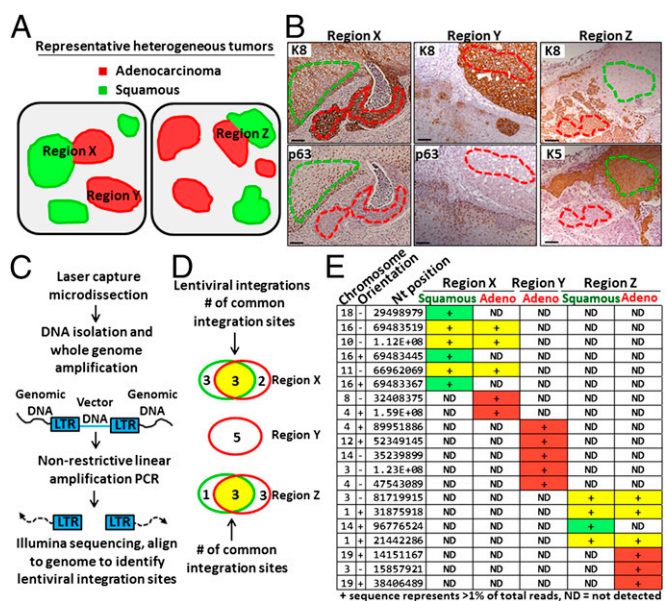 A
Representative heterogeneous tumors
Adenocarcinoma
Squamous
Region X
Region Y
Region Z
B
Region X Region Y Region Z
K8 K8 K8
p63 p63 K5
C
Laser capture
microdissection
DNA isolation and
whole genome
amplification
Genomic DNA Vector DNA Genomic DNA
LTR LTR
Non-restrictive linear
amplification PCR
LTR LTR
Illumina sequencing, align
to genome to identify
lentiviral integration sites
D
Lentiviral integrations
# of common
integration sites
3 3 2 Region X
5 Region Y
1 3 3 Region Z
# of common
integration sites
E
Chromosome Orientation Nt position Region X Region Y Region Z
Squamous Adeno Adeno Squamous Adeno
18 - 29498979 + ND ND ND ND
16 - 69483519 + + ND ND ND
10 - 1.12E+08 + + ND ND ND
16 + 69483445 + ND ND ND ND
11 - 66962069 + + ND ND ND
16 + 69483367 + ND ND ND ND
8 - 32408375 ND + ND ND ND
4 + 1.59E+08 ND + ND ND ND
4 + 89951886 ND ND + ND ND
12 + 52349145 ND ND + ND ND
14 - 35239899 ND ND + ND ND
3 - 1.23E+08 ND ND + ND ND
4 - 47543089 ND ND + ND ND
3 - 81719915 ND ND ND + +
1 + 31875918 ND ND ND + +
14 + 96776524 ND ND ND + ND
1 + 21442286 ND ND ND + +
19 + 14151167 ND ND ND ND +
3 - 15857921 ND ND ND ND +
19 + 38406489 ND ND ND ND +
+ sequence represents >1% of total reads, ND = not detected